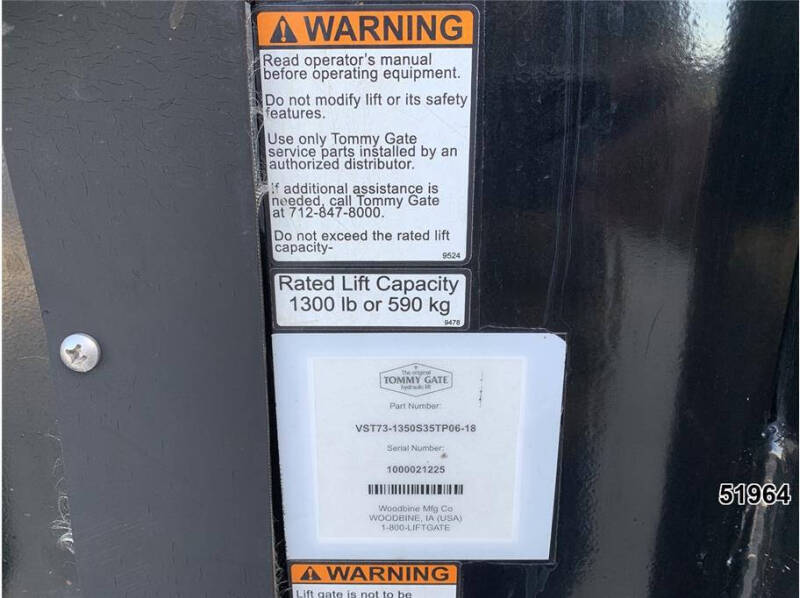 WARNING
Read operator's manual
before operating equipment.
Do not modify lift or its safety
features.
Use only Tommy Gate
service parts installed by an
authorized distributor.
If additional assistance is
needed, call Tommy Gate
at 712-847-8000.
Do not exceed the rated lift
capacity-
9524
Rated Lift Capacity
1300 lb or 590 kg
9478
The original
TOMMY GATE
hydraulic lift
Part Number:
VST73-1350S35TP06-18
Serial Number:
1000021225
Woodbine Mfg Co
WOODBINE, IA (USA)
1-800-LIFTGATE
51964
WARNING
Lift gate is not to be